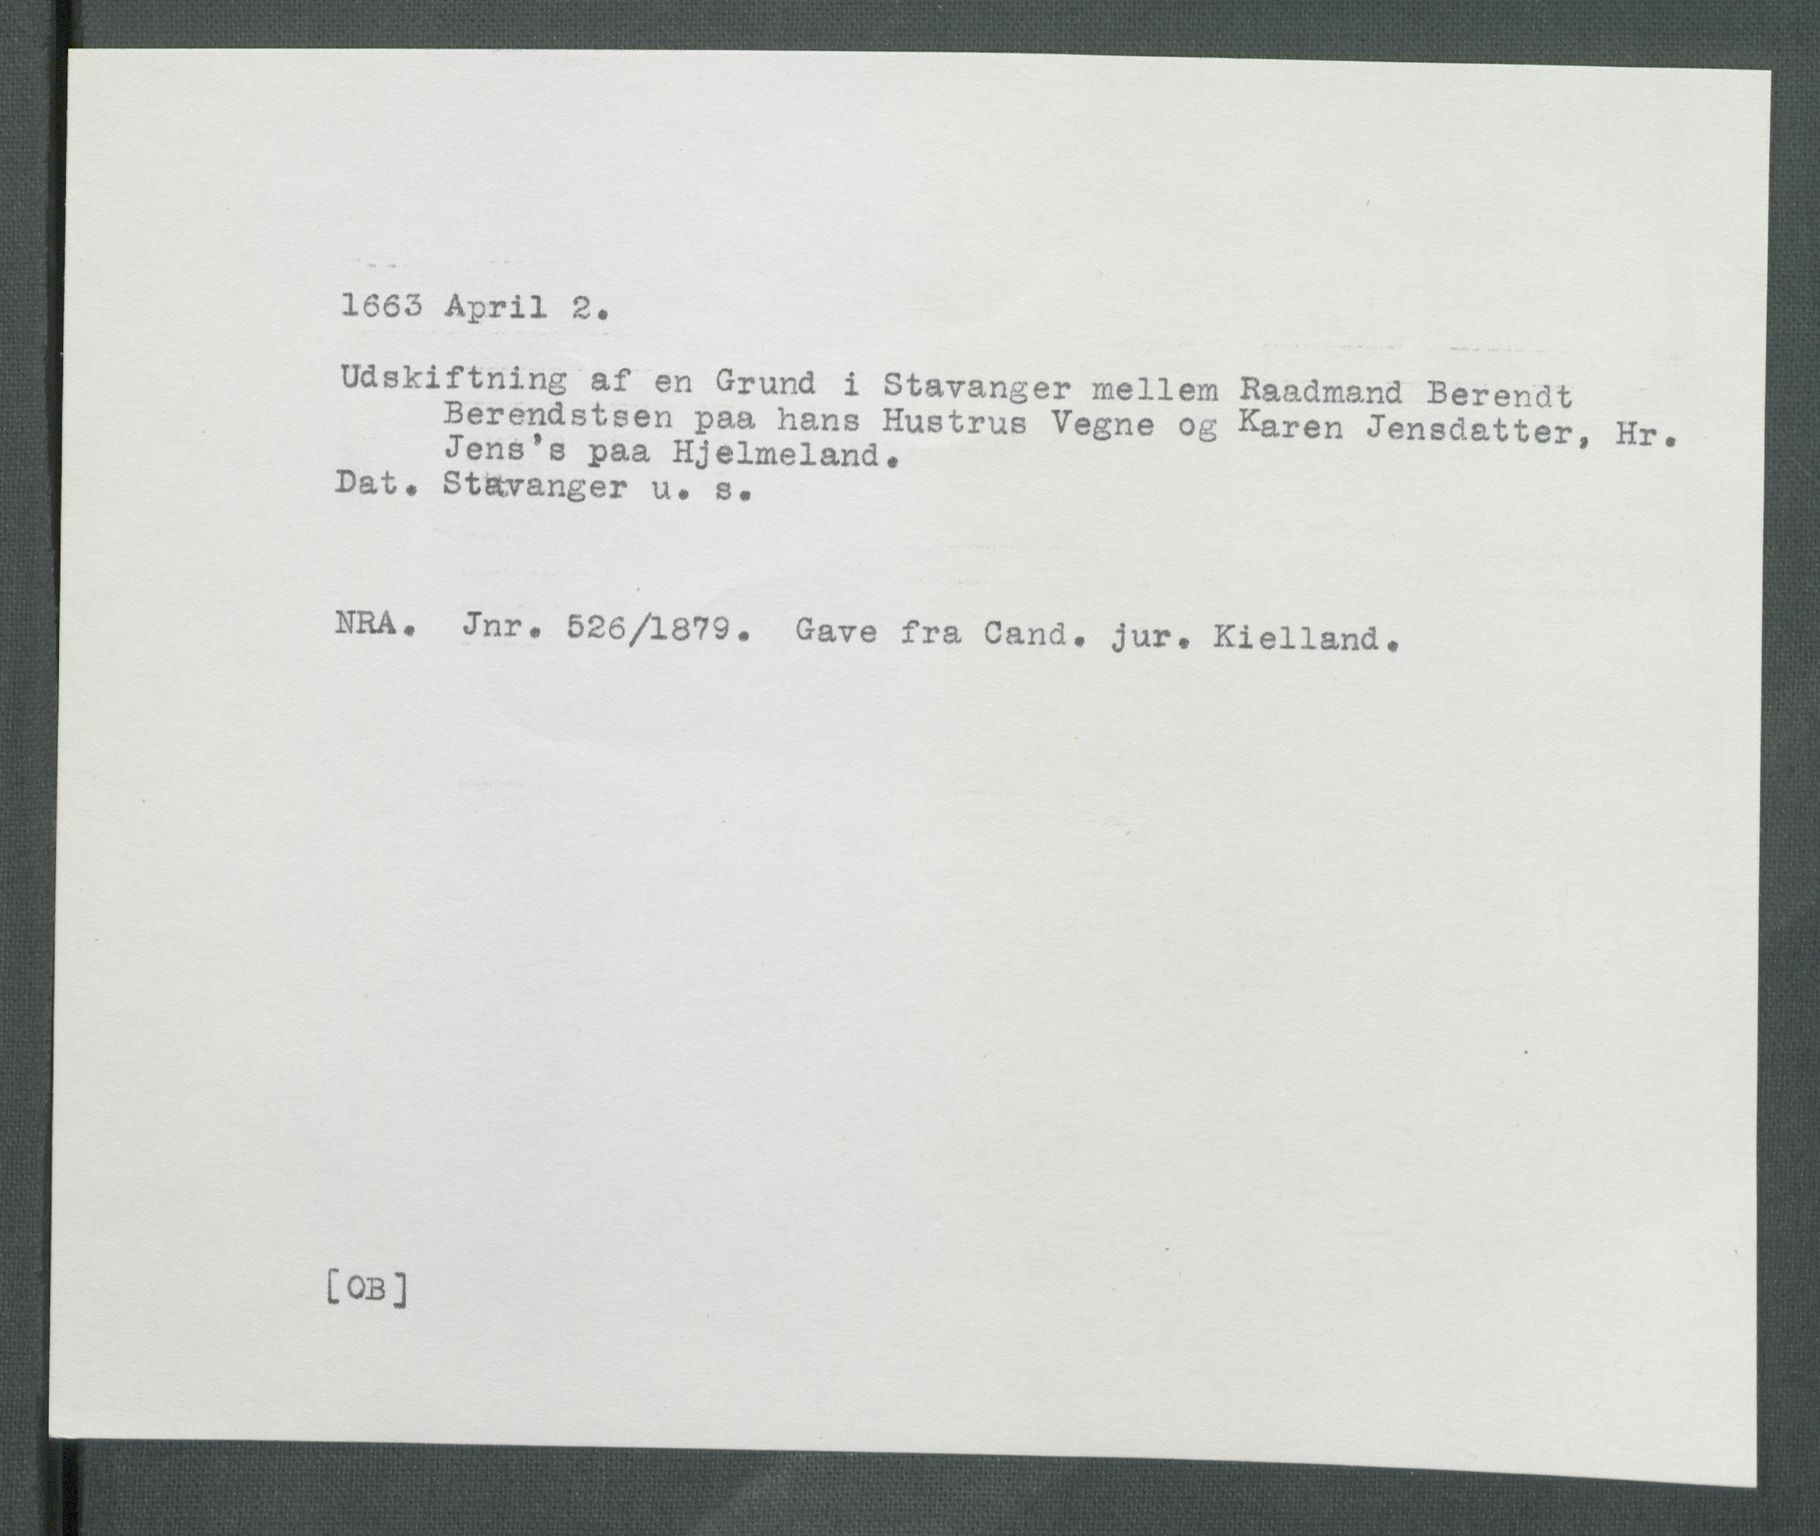 1663 April 2.
Udskiftning af en Grund i Stavanger mellem Raadmand Berendt
Berendstsen paa hans Hustrus Vegne og Karen Jensdatter, Hr.
Jens's paa Hjelmeland.
Dat. Stavanger u. s.
NRA. Jnr. 526/1879. Gave fra Cand. jur. Kielland.
[OB]